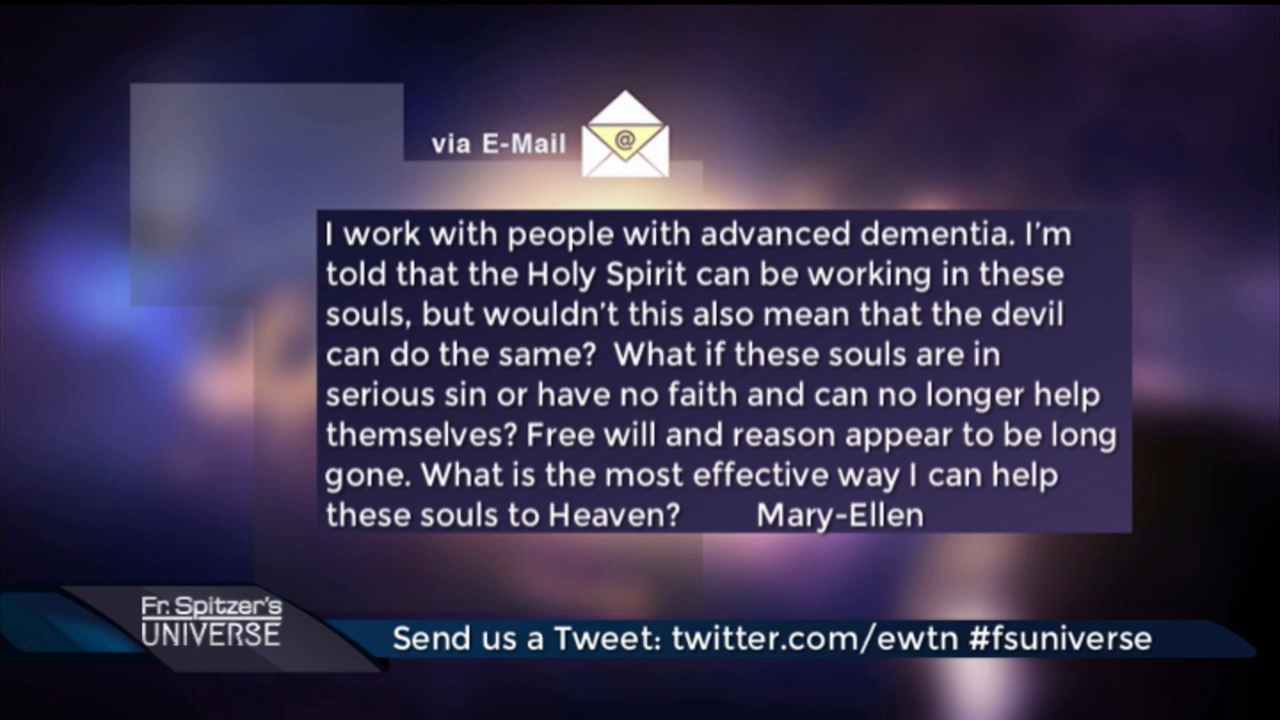 via E-Mail
@
I work with people with advanced dementia. I'm
told that the Holy Spirit can be working in these
souls, but wouldn't this also mean that the devil
can do the same?  What if these souls are in
serious sin or have no faith and can no longer help
themselves? Free will and reason appear to be long
gone. What is the most effective way I can help
these souls to Heaven? Mary-Ellen
Fr. Spitzer's
UNIVERSE
Send us a Tweet: twitter.com/ewtn #fsuniverse